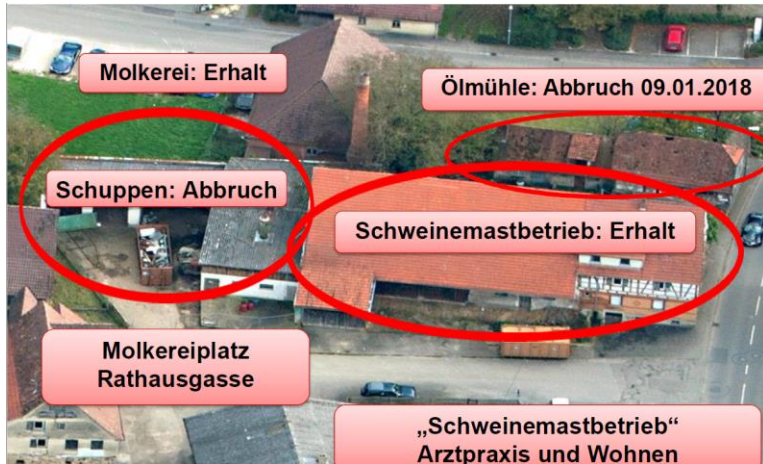 Molkerei: Erhalt
Ölmühle: Abbruch 09.01.2018
Schuppen: Abbruch
Schweinemastbetrieb: Erhalt
Molkereiplatz
Rathausgasse
„Schweinemastbetrieb“
Arztpraxis und Wohnen